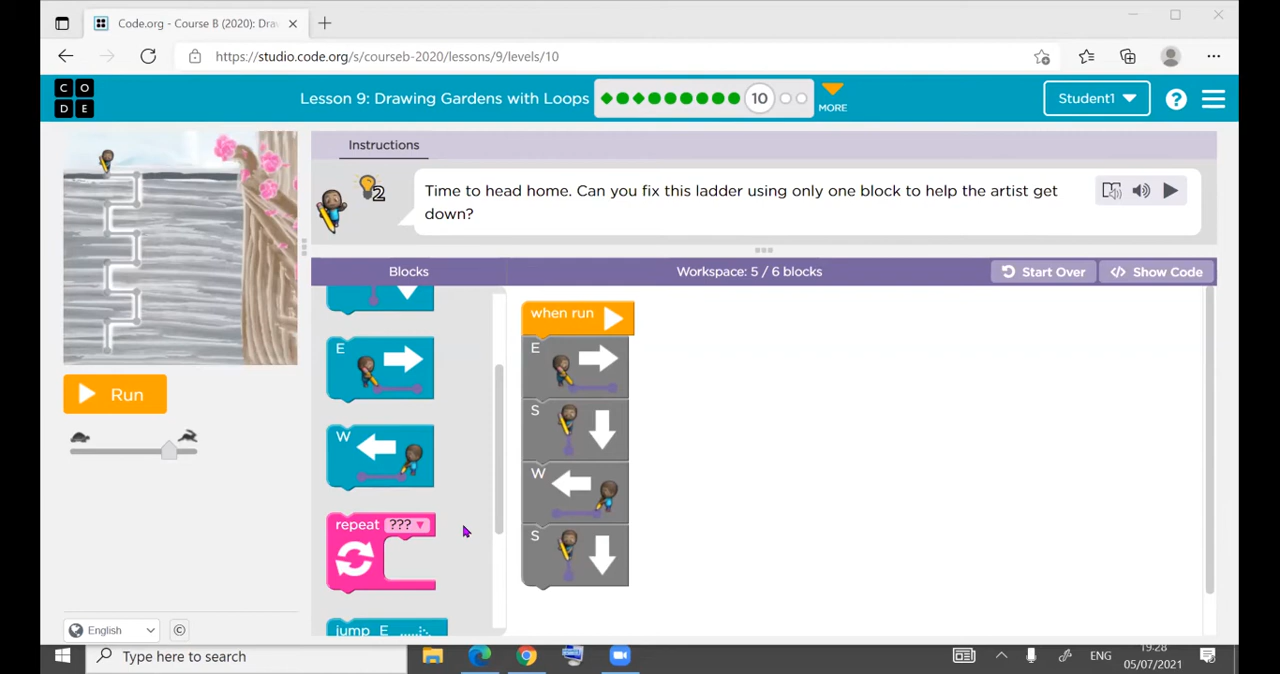 Code.org - Course B (2020): Dra
https://studio.code.org/s/courseb-2020/lessons/9/levels/10
C O
D E
Lesson 9: Drawing Gardens with Loops
10
MORE
Student1
?
Instructions
2
Time to head home. Can you fix this ladder using only one block to help the artist get
down?
Blocks
Workspace: 5 / 6 blocks
Start Over
</> Show Code
when run
E
E
S
Run
W
W
repeat ???
S
jump E
English
©
Type here to search
ENG
19:28
05/07/2021